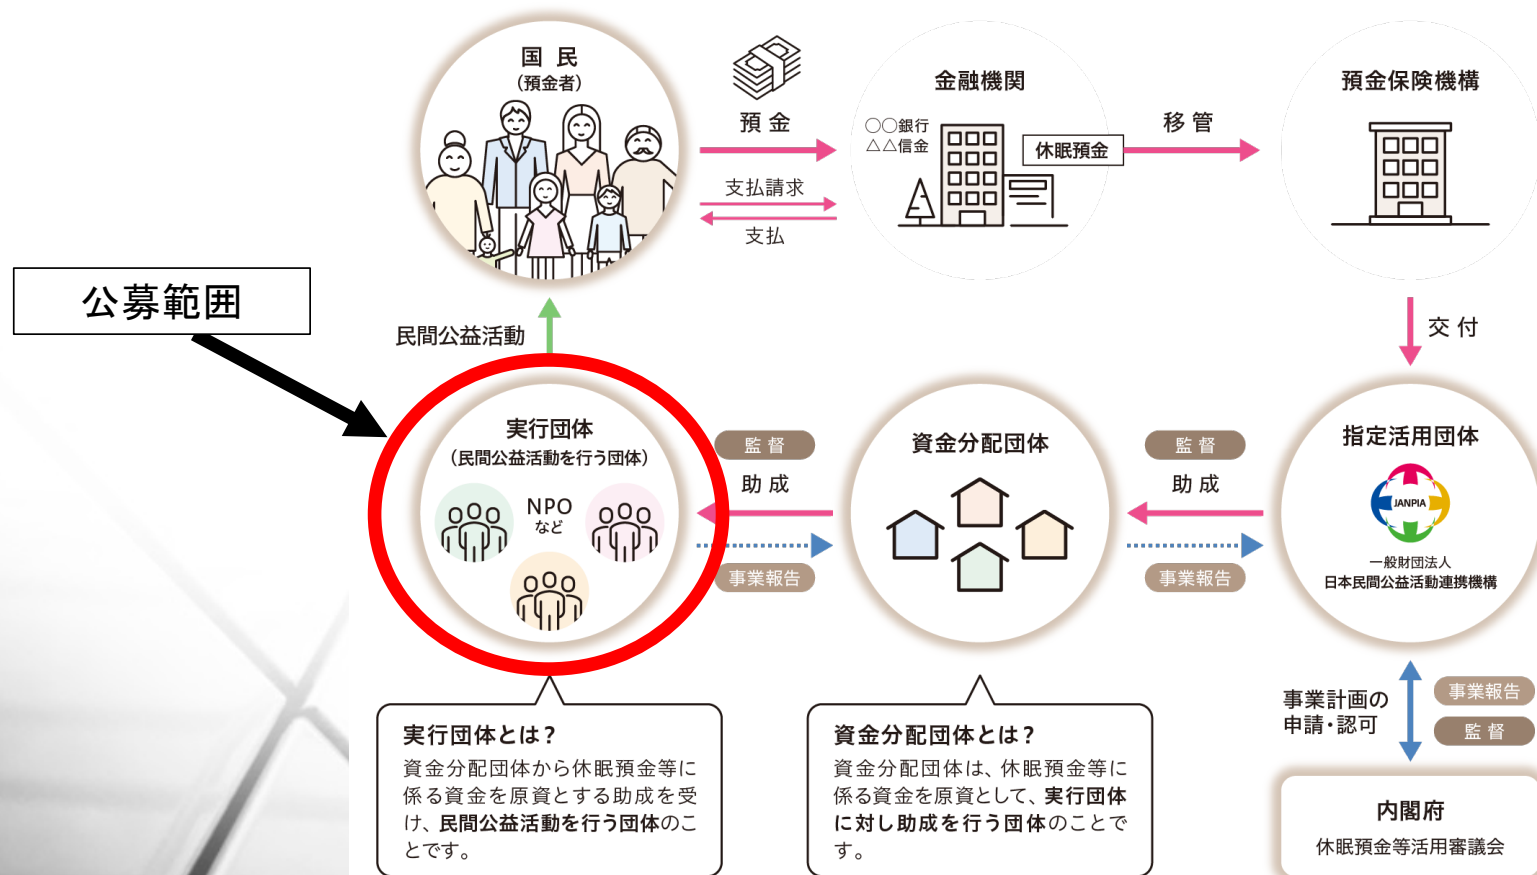 国 民
(預金者)
預 金
支払請求
支払
金融機関
〇〇銀行
△△信金
休眠預金
移 管
預金保険機構
公募範囲
民間公益活動
交 付
実行団体
(民間公益活動を行う団体)
NPO
など
監 督
助 成
事業報告
資金分配団体
監 督
助 成
事業報告
指定活用団体
JANPIA
一般財団法人
日本民間公益活動連携機構
実行団体とは?
資金分配団体から休眠預金等に
係る資金を原資とする助成を受
け、民間公益活動を行う団体のこ
とです。
資金分配団体とは?
資金分配団体は、休眠預金等に
係る資金を原資として、実行団体
に対し助成を行う団体のことで
す。
事業計画の
申請・認可
事業報告
監 督
内閣府
休眠預金等活用審議会